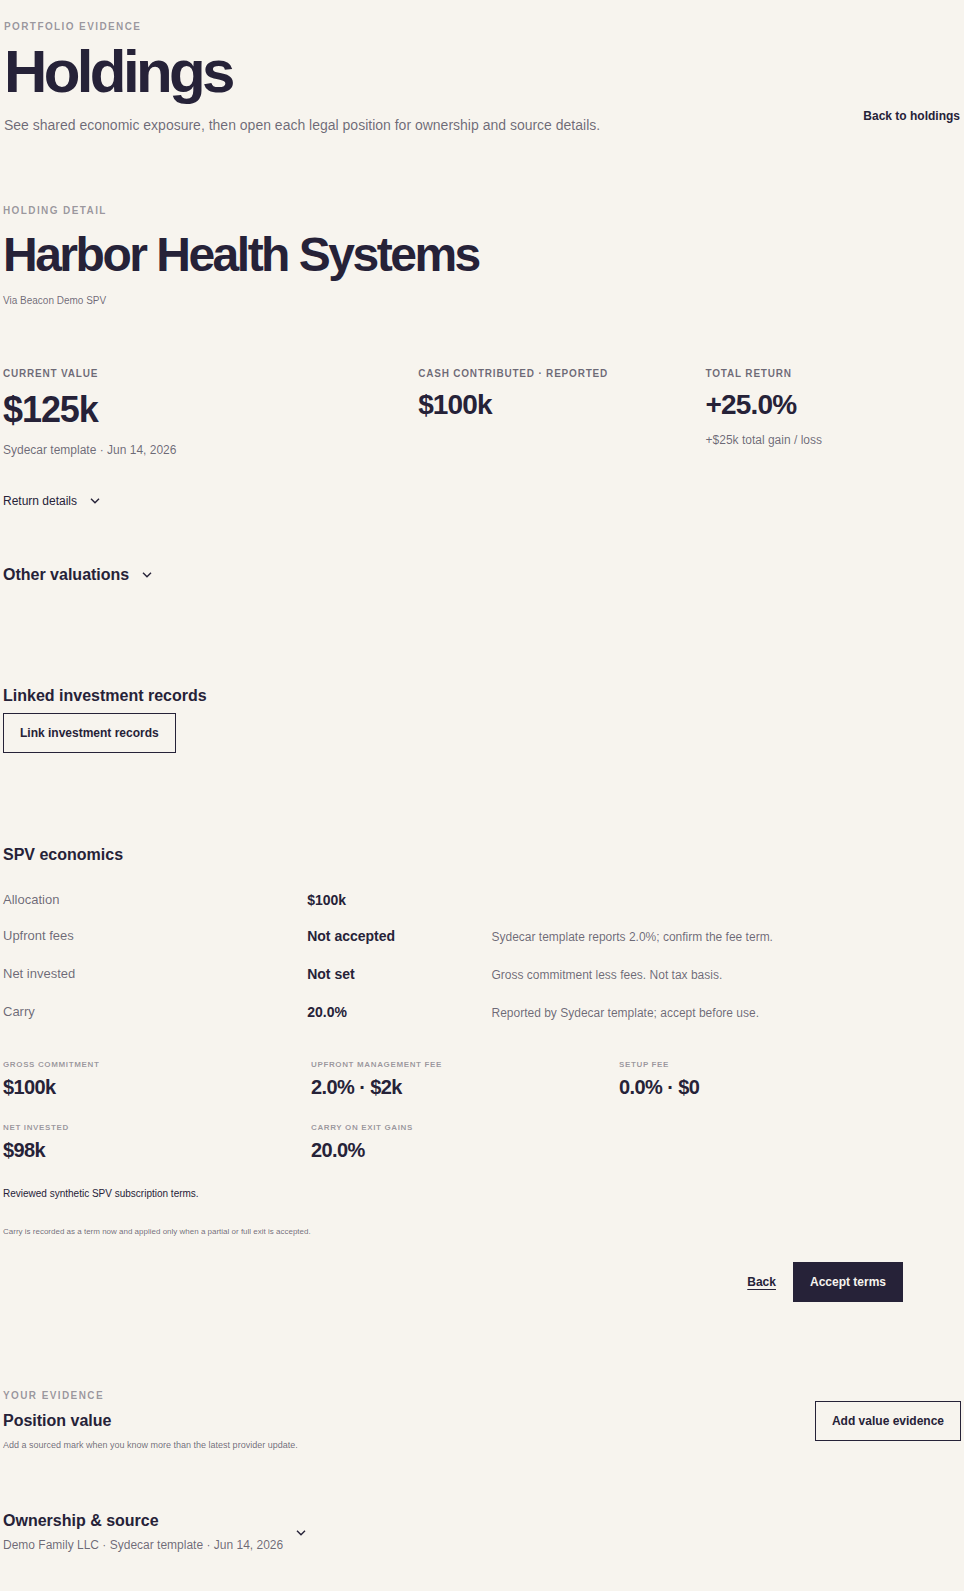 PORTFOLIO EVIDENCE
Holdings
See shared economic exposure, then open each legal position for ownership and source details.
Back to holdings
HOLDING DETAIL
Harbor Health Systems
Via Beacon Demo SPV
CURRENT VALUE
$125k
Sydecar template · Jun 14, 2026
CASH CONTRIBUTED · REPORTED
$100k
TOTAL RETURN
+25.0%
+$25k total gain / loss
Return details
Other valuations
Linked investment records
Link investment records
SPV economics
Allocation $100k
Upfront fees Not accepted Sydecar template reports 2.0%; confirm the fee term.
Net invested Not set Gross commitment less fees. Not tax basis.
Carry 20.0% Reported by Sydecar template; accept before use.
GROSS COMMITMENT
$100k
UPFRONT MANAGEMENT FEE
2.0% · $2k
SETUP FEE
0.0% · $0
NET INVESTED
$98k
CARRY ON EXIT GAINS
20.0%
Reviewed synthetic SPV subscription terms.
Carry is recorded as a term now and applied only when a partial or full exit is accepted.
Back
Accept terms
YOUR EVIDENCE
Position value
Add a sourced mark when you know more than the latest provider update.
Add value evidence
Ownership & source
Demo Family LLC · Sydecar template · Jun 14, 2026